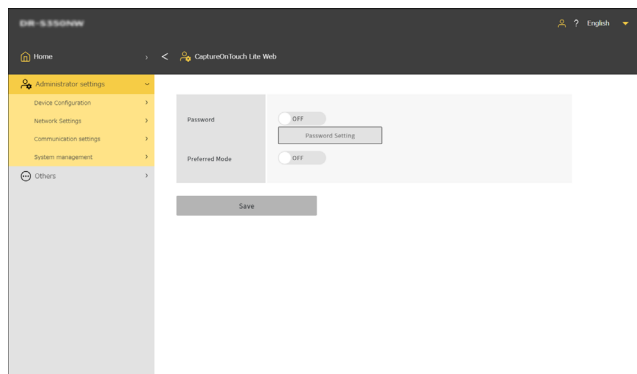 DR-S350NW
English
Home
CaptureOnTouch Lite Web
Administrator settings
Device Configuration
Network Settings
Communication settings
System management
Others
Password
OFF
Password Setting
Preferred Mode
OFF
Save